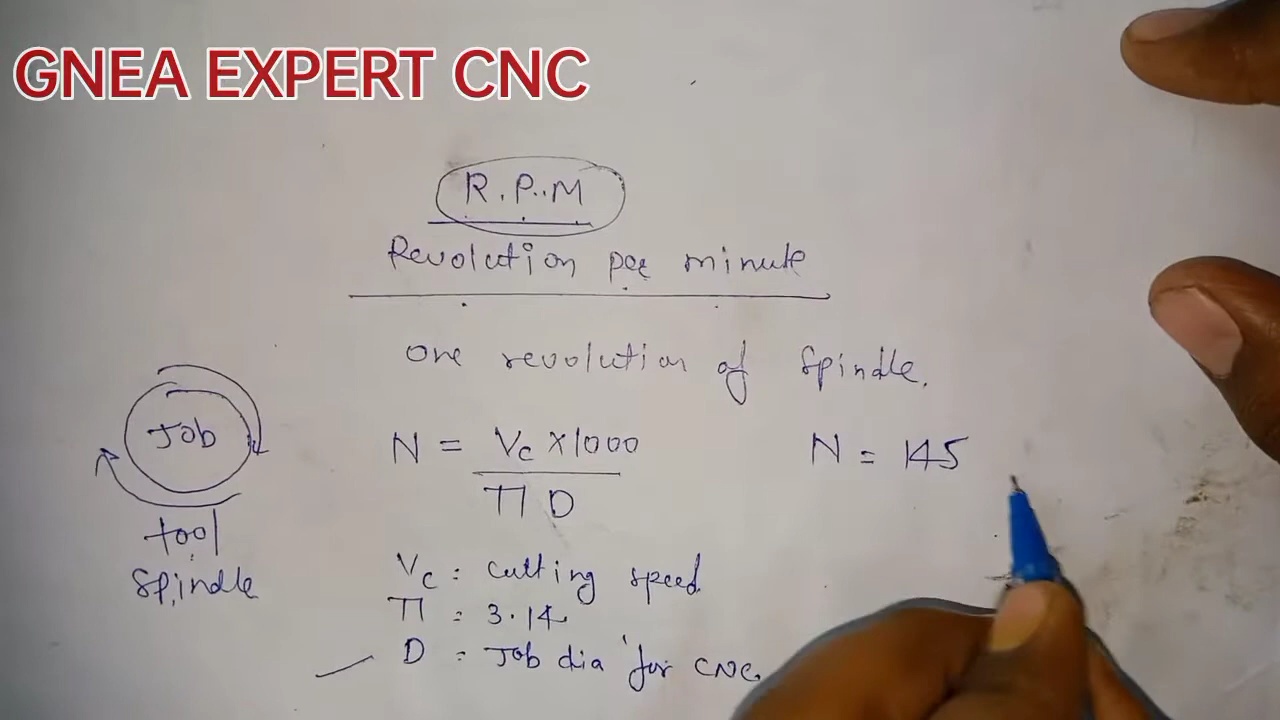 GNEA EXPERT CNC
R.P.M
Revolution per minute
one revolution of Spindle.
Job
tool
Spindle
N = Vc X1000
π D
N = 145
Vc : Cutting speed
π : 3.14
D : Job dia for CNC